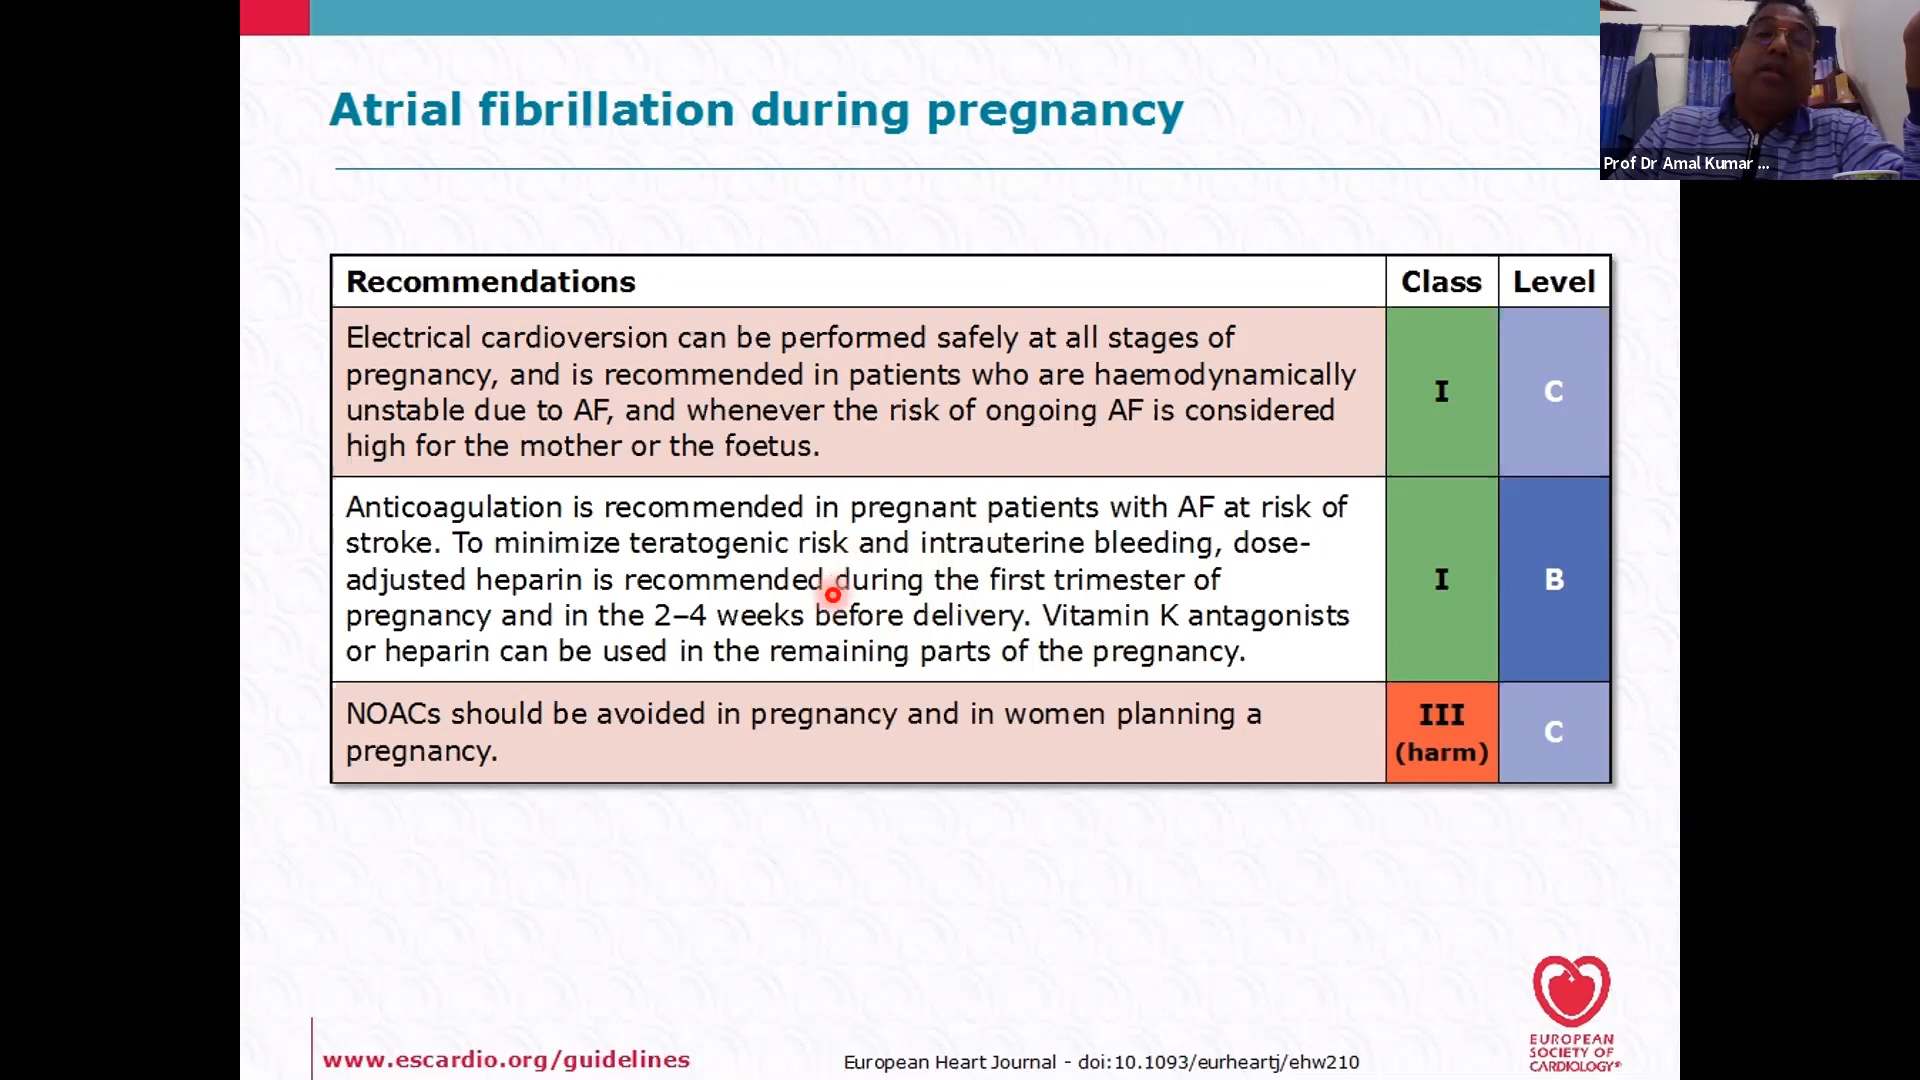 Atrial fibrillation during pregnancy
Prof Dr Amal Kumar ...
Recommendations Class Level
Electrical cardioversion can be performed safely at all stages of
pregnancy, and is recommended in patients who are haemodynamically
unstable due to AF, and whenever the risk of ongoing AF is considered
high for the mother or the foetus.
I C
Anticoagulation is recommended in pregnant patients with AF at risk of
stroke. To minimize teratogenic risk and intrauterine bleeding, dose-
adjusted heparin is recommended during the first trimester of
pregnancy and in the 2–4 weeks before delivery. Vitamin K antagonists
or heparin can be used in the remaining parts of the pregnancy.
I B
NOACs should be avoided in pregnancy and in women planning a
pregnancy.
III
(harm)
C
www.escardio.org/guidelines
European Heart Journal - doi:10.1093/eurheartj/ehw210
EUROPEAN
SOCIETY OF
CARDIOLOGY®